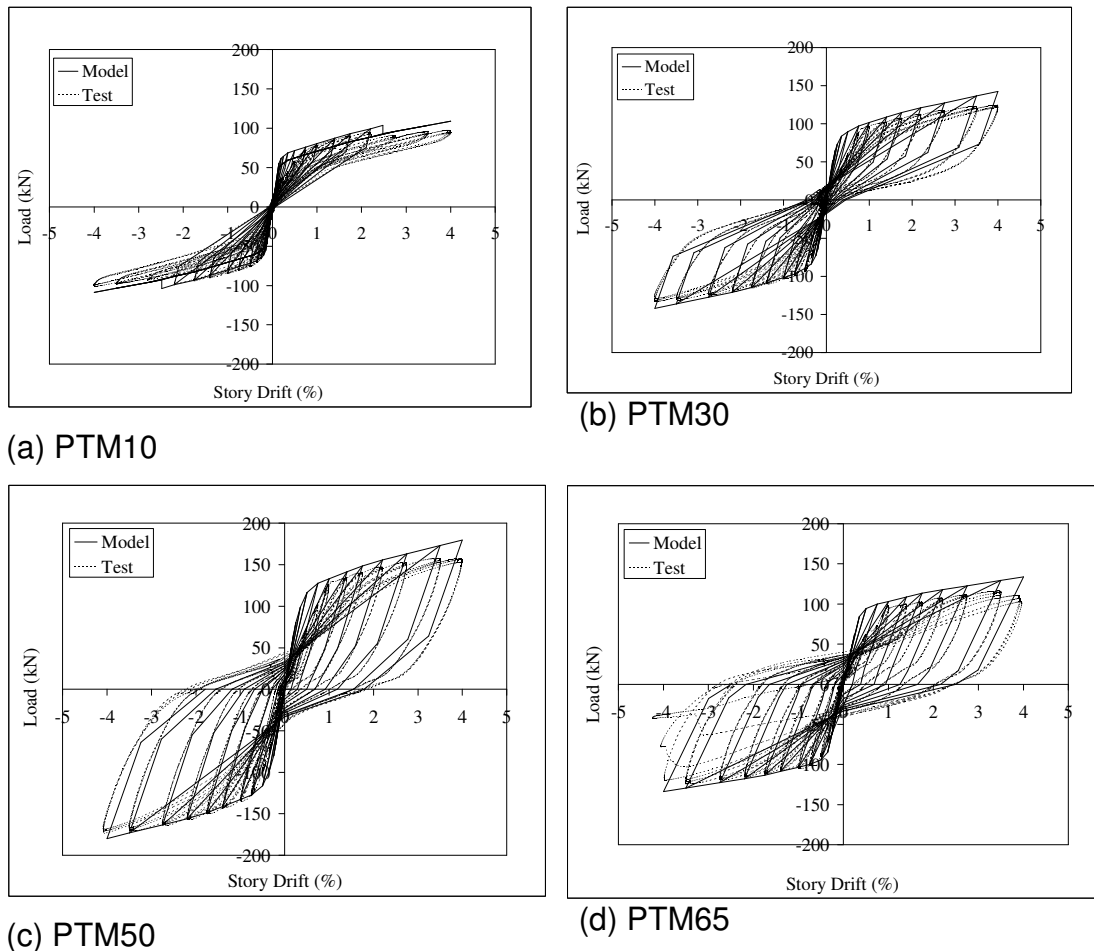 200
150
100
50
0
-50
-100
-150
-200
-5 -4 -3 -2 -1 0 1 2 3 4 5
Model
Test
Load (kN)
Story Drift (%)
(a) PTM10
200
150
100
50
0
-50
-100
-150
-200
-5 -4 -3 -2 -1 0 1 2 3 4 5
Model
Test
Load (kN)
Story Drift (%)
(b) PTM30
200
150
100
50
0
-50
-100
-150
-200
-5 -4 -3 -2 -1 0 1 2 3 4 5
Model
Test
Load (kN)
Story Drift (%)
(c) PTM50
200
150
100
50
0
-50
-100
-150
-200
-5 -4 -3 -2 -1 0 1 2 3 4 5
Model
Test
Load (kN)
Story Drift (%)
(d) PTM65